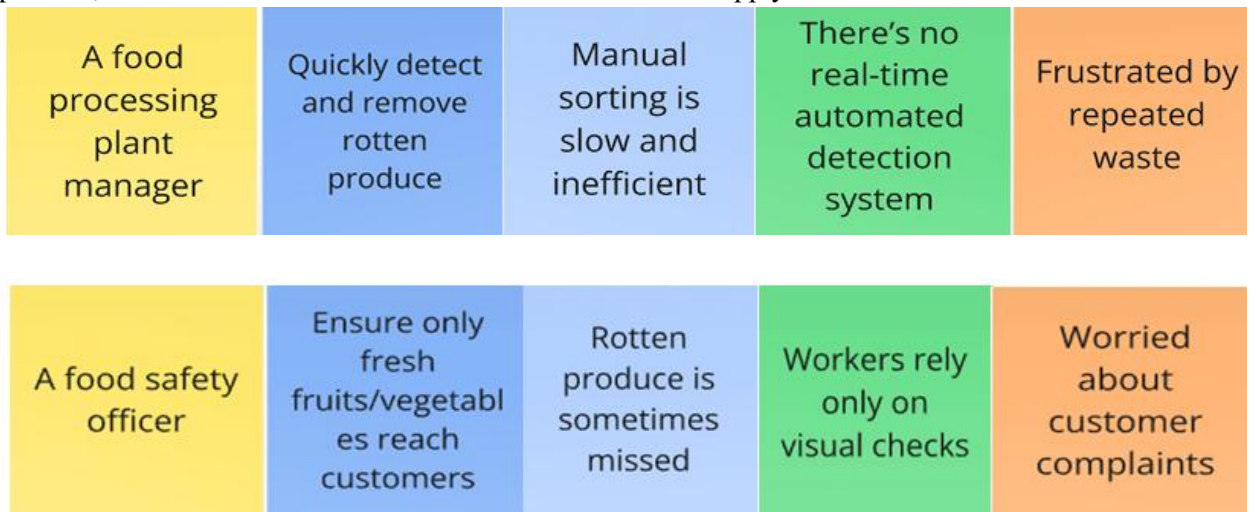 A food
processing
plant
manager
Quickly detect
and remove
rotten
produce
Manual
sorting is
slow and
inefficient
There's no
real-time
automated
detection
system
Frustrated by
repeated
waste
A food safety
officer
Ensure only
fresh
fruits/vegetabl
es reach
customers
Rotten
produce is
sometimes
missed
Workers rely
only on
visual checks
Worried
about
customer
complaints